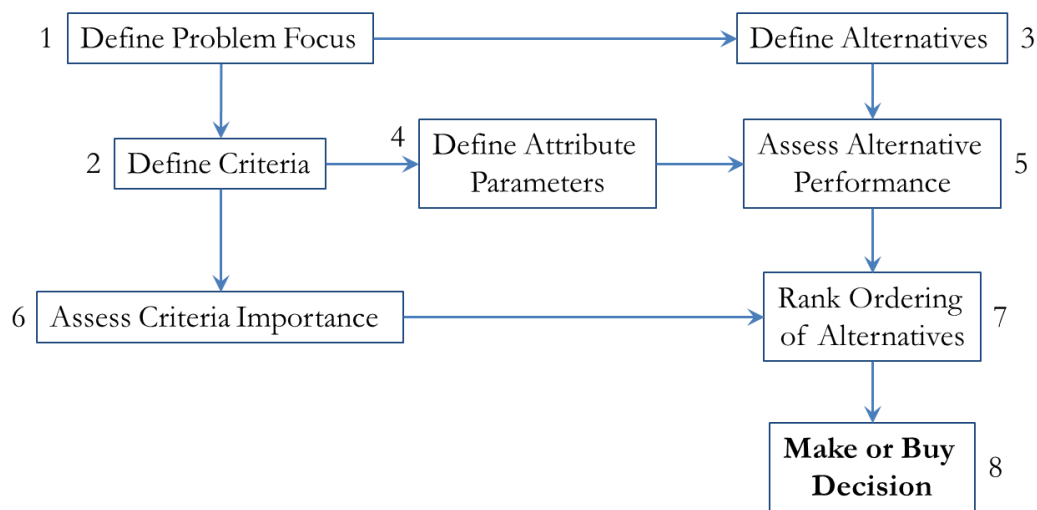 1 Define Problem Focus
Define Alternatives 3
2 Define Criteria
4 Define Attribute
Parameters
Assess Alternative
Performance
5
6 Assess Criteria Importance
Rank Ordering
of Alternatives
7
Make or Buy
Decision
8